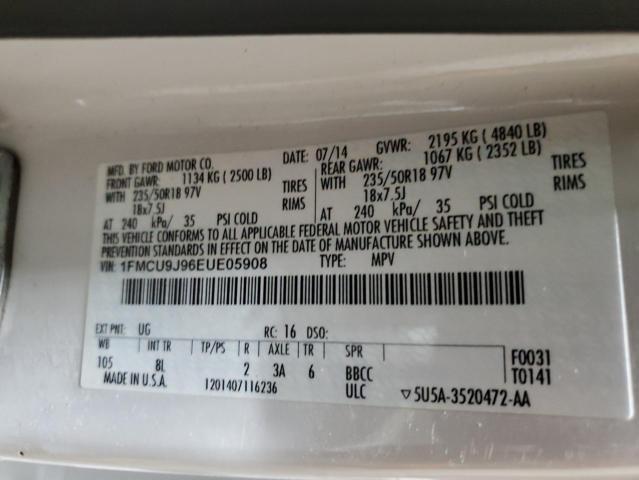 MFD. BY FORD MOTOR CO. DATE: 07/14 GVWR: 2195 KG ( 4840 LB)
FRONT GAWR: 1134 KG ( 2500 LB) REAR GAWR: 1067 KG ( 2352 LB)
WITH 235/50R18 97V TIRES WITH 235/50R18 97V TIRES
18x7.5J RIMS 18x7.5J RIMS
AT 240 kPa/ 35 PSI COLD AT 240 kPa/ 35 PSI COLD
THIS VEHICLE CONFORMS TO ALL APPLICABLE FEDERAL MOTOR VEHICLE SAFETY AND THEFT
PREVENTION STANDARDS IN EFFECT ON THE DATE OF MANUFACTURE SHOWN ABOVE.
VIN: 1FMCU9J96EUE05908 TYPE: MPV
EXT PNT: UG RC: 16 DSO:
WB INT TR TP/PS R AXLE TR SPR F0031
105 8L 2 3A 6 BBCC T0141
MADE IN U.S.A. 1201407116236 ULC ▽5U5A-3520472-AA